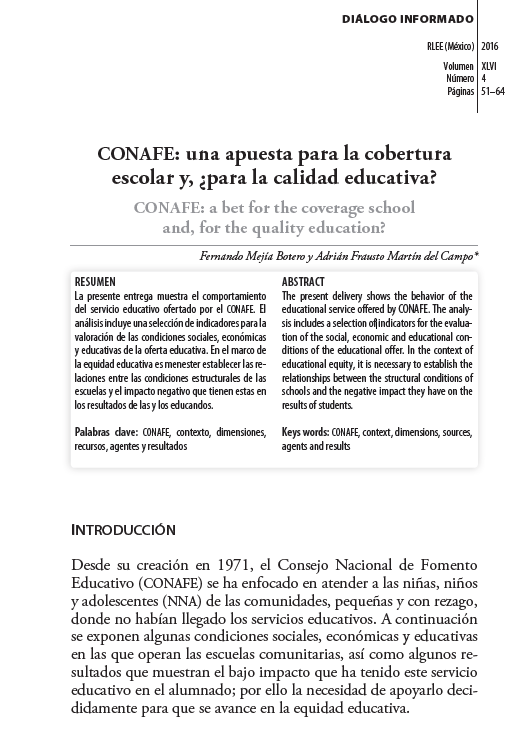 DIÁLOGO INFORMADO
RLEE (México) 2016
Volumen XLVI
Número 4
Páginas 51–64
CONAFE: una apuesta para la cobertura
escolar y, ¿para la calidad educativa?
CONAFE: a bet for the coverage school
and, for the quality education?
Fernando Mejía Botero y Adrián Frausto Martín del Campo*
RESUMEN
La presente entrega muestra el comportamiento
del servicio educativo ofertado por el CONAFE. El
análisis incluye una selección de indicadores para la
valoración de las condiciones sociales, económicas
y educativas de la oferta educativa. En el marco de
la equidad educativa es menester establecer las re-
laciones entre las condiciones estructurales de las
escuelas y el impacto negativo que tienen estas en
los resultados de las y los educandos.
Palabras clave: CONAFE, contexto, dimensiones,
recursos, agentes y resultados
ABSTRACT
The present delivery shows the behavior of the
educational service offered by CONAFE. The analy-
sis includes a selection of indicators for the evalua-
tion of the social, economic and educational con-
ditions of the educational offer. In the context of
educational equity, it is necessary to establish the
relationships between the structural conditions of
schools and the negative impact they have on the
results of students.
Keys words: CONAFE, context, dimensions, sources,
agents and results
INTRODUCCIÓN
Desde su creación en 1971, el Consejo Nacional de Fomento
Educativo (CONAFE) se ha enfocado en atender a las niñas, niños
y adolescentes (NNA) de las comunidades, pequeñas y con rezago,
donde no habían llegado los servicios educativos. A continuación
se exponen algunas condiciones sociales, económicas y educativas
en las que operan las escuelas comunitarias, así como algunos re-
sultados que muestran el bajo impacto que ha tenido este servicio
educativo en el alumnado; por ello la necesidad de apoyarlo deci-
didamente para que se avance en la equidad educativa.